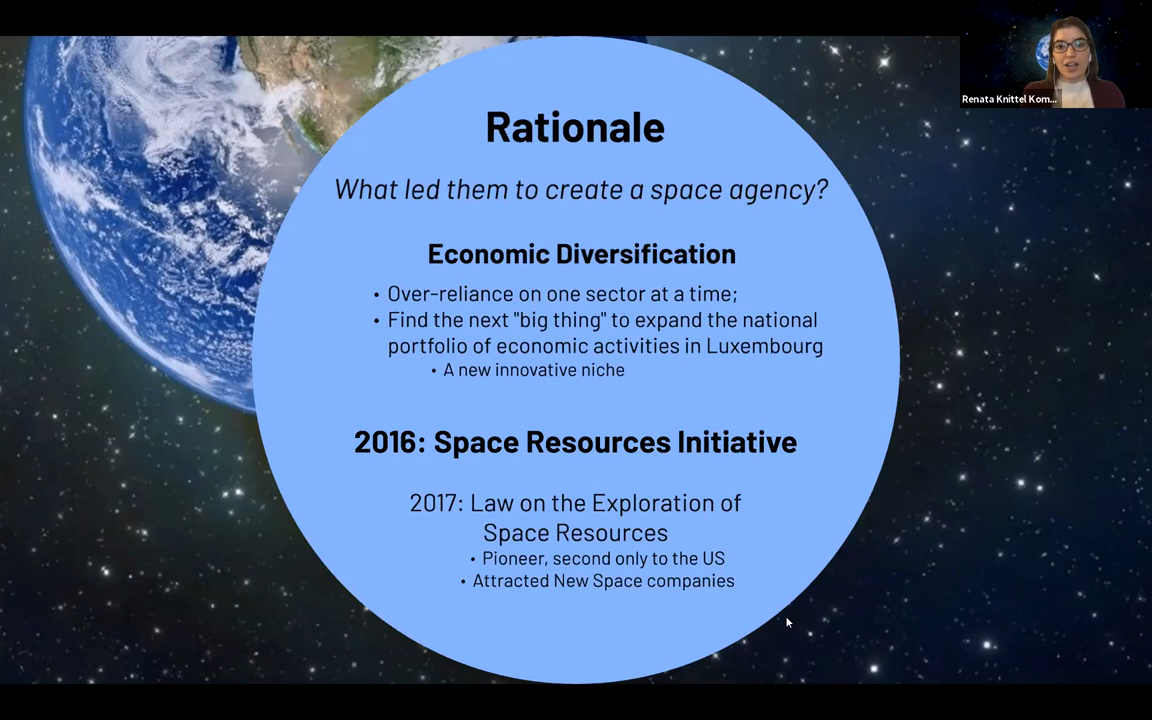 Rationale
What led them to create a space agency?
Economic Diversification
• Over-reliance on one sector at a time;
• Find the next "big thing" to expand the national
portfolio of economic activities in Luxembourg
• A new innovative niche
2016: Space Resources Initiative
2017: Law on the Exploration of
Space Resources
• Pioneer, second only to the US
• Attracted New Space companies
Renata Knittel Kom...